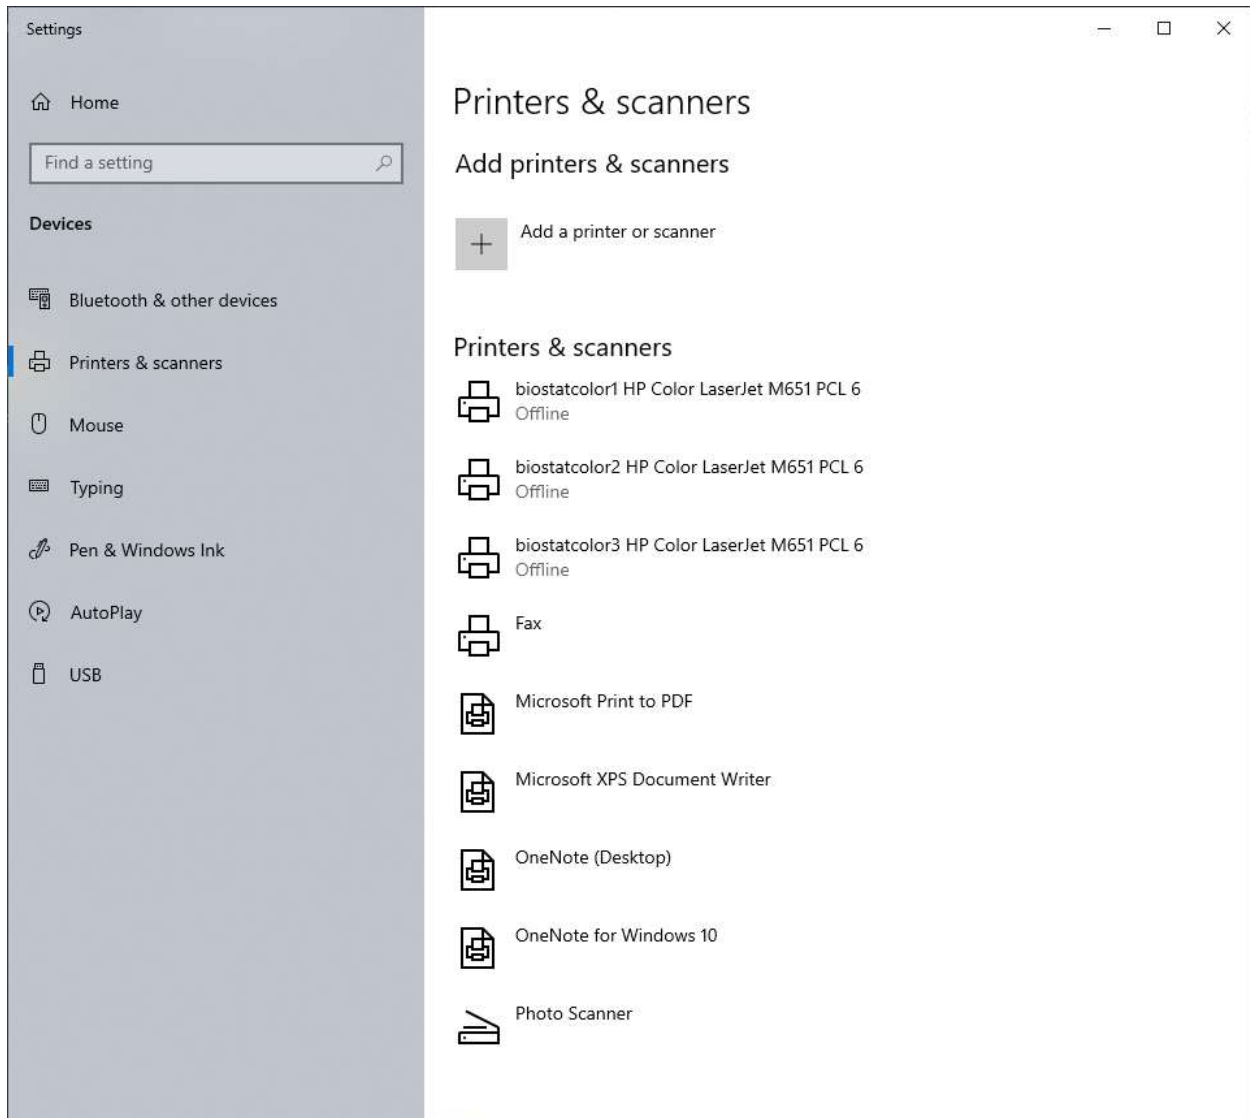 Settings
Home
Find a setting
Devices
Bluetooth & other devices
Printers & scanners
Mouse
Typing
Pen & Windows Ink
AutoPlay
USB
Printers & scanners
Add printers & scanners
Add a printer or scanner
Printers & scanners
biostatcolor1 HP Color LaserJet M651 PCL 6
Offline
biostatcolor2 HP Color LaserJet M651 PCL 6
Offline
biostatcolor3 HP Color LaserJet M651 PCL 6
Offline
Fax
Microsoft Print to PDF
Microsoft XPS Document Writer
OneNote (Desktop)
OneNote for Windows 10
Photo Scanner